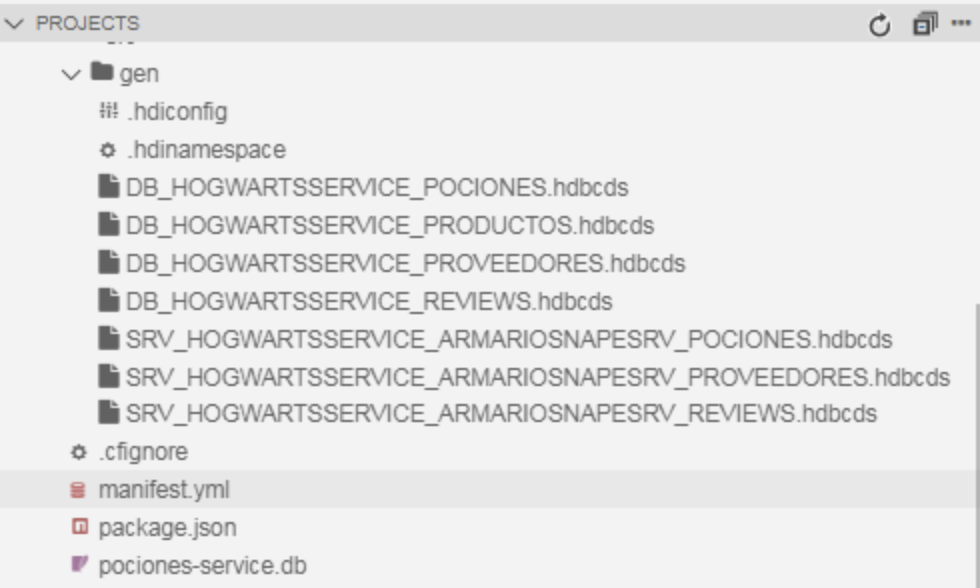 PROJECTS
gen
.hdiconfig
.hdinamespace
DB_HOGWARTSSERVICE_POCIONES.hdbcds
DB_HOGWARTSSERVICE_PRODUCTOS.hdbcds
DB_HOGWARTSSERVICE_PROVEEDORES.hdbcds
DB_HOGWARTSSERVICE_REVIEWS.hdbcds
SRV_HOGWARTSSERVICE_ARMARIOSNAPESRV_POCIONES.hdbcds
SRV_HOGWARTSSERVICE_ARMARIOSNAPESRV_PROVEEDORES.hdbcds
SRV_HOGWARTSSERVICE_ARMARIOSNAPESRV_REVIEWS.hdbcds
.cfignore
manifest.yml
package.json
pociones-service.db